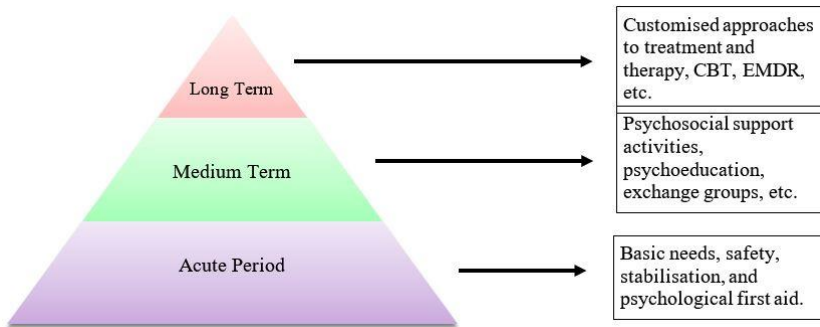 Long Term
Customised approaches
to treatment and
therapy, CBT, EMDR,
etc.
Medium Term
Psychosocial support
activities,
psychoeducation,
exchange groups, etc.
Acute Period
Basic needs, safety,
stabilisation, and
psychological first aid.